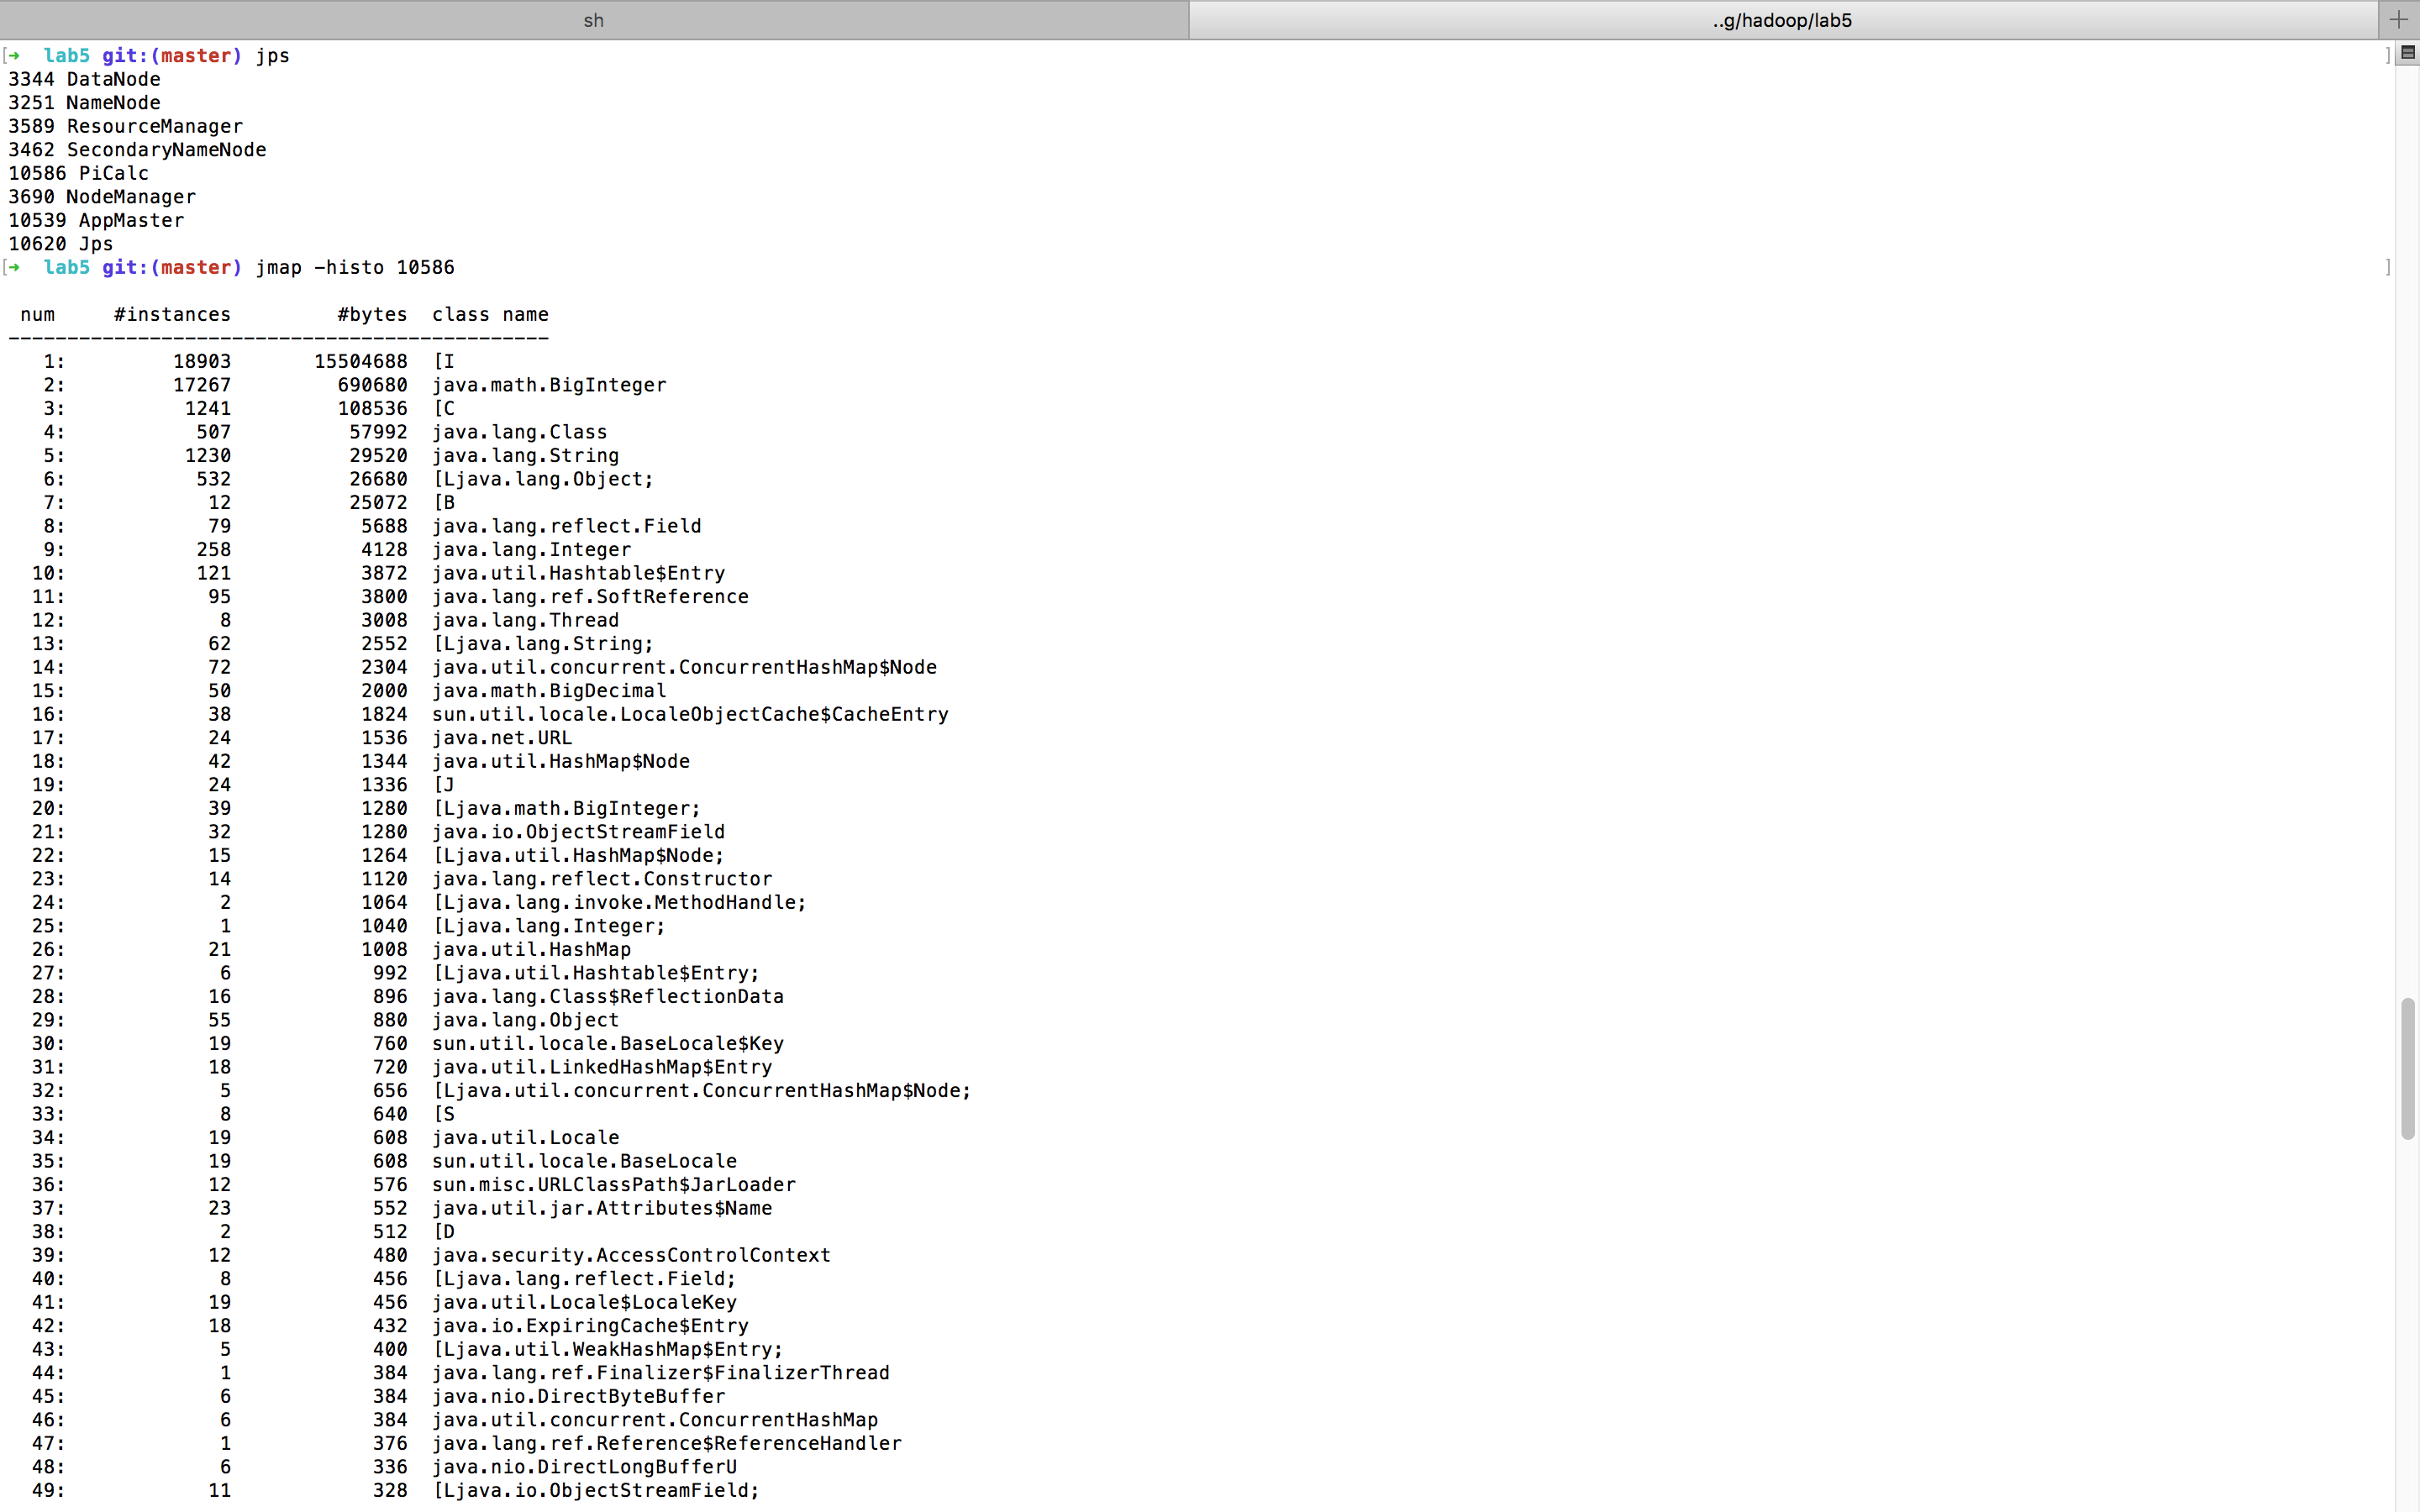 sh ..g/hadoop/lab5 +
[➜ lab5 git:(master) jps ]
3344 DataNode
3251 NameNode
3589 ResourceManager
3462 SecondaryNameNode
10586 PiCalc
3690 NodeManager
10539 AppMaster
10620 Jps
[➜ lab5 git:(master) jmap -histo 10586 ]
num #instances #bytes class name
----------------------------------------------
1: 18903 15504688 [I
2: 17267 690680 java.math.BigInteger
3: 1241 108536 [C
4: 507 57992 java.lang.Class
5: 1230 29520 java.lang.String
6: 532 26680 [Ljava.lang.Object;
7: 12 25072 [B
8: 79 5688 java.lang.reflect.Field
9: 258 4128 java.lang.Integer
10: 121 3872 java.util.Hashtable$Entry
11: 95 3800 java.lang.ref.SoftReference
12: 8 3008 java.lang.Thread
13: 62 2552 [Ljava.lang.String;
14: 72 2304 java.util.concurrent.ConcurrentHashMap$Node
15: 50 2000 java.math.BigDecimal
16: 38 1824 sun.util.locale.LocaleObjectCache$CacheEntry
17: 24 1536 java.net.URL
18: 42 1344 java.util.HashMap$Node
19: 24 1336 [J
20: 39 1280 [Ljava.math.BigInteger;
21: 32 1280 java.io.ObjectStreamField
22: 15 1264 [Ljava.util.HashMap$Node;
23: 14 1120 java.lang.reflect.Constructor
24: 2 1064 [Ljava.lang.invoke.MethodHandle;
25: 1 1040 [Ljava.lang.Integer;
26: 21 1008 java.util.HashMap
27: 6 992 [Ljava.util.Hashtable$Entry;
28: 16 896 java.lang.Class$ReflectionData
29: 55 880 java.lang.Object
30: 19 760 sun.util.locale.BaseLocale$Key
31: 18 720 java.util.LinkedHashMap$Entry
32: 5 656 [Ljava.util.concurrent.ConcurrentHashMap$Node;
33: 8 640 [S
34: 19 608 java.util.Locale
35: 19 608 sun.util.locale.BaseLocale
36: 12 576 sun.misc.URLClassPath$JarLoader
37: 23 552 java.util.jar.Attributes$Name
38: 2 512 [D
39: 12 480 java.security.AccessControlContext
40: 8 456 [Ljava.lang.reflect.Field;
41: 19 456 java.util.Locale$LocaleKey
42: 18 432 java.io.ExpiringCache$Entry
43: 5 400 [Ljava.util.WeakHashMap$Entry;
44: 1 384 java.lang.ref.Finalizer$FinalizerThread
45: 6 384 java.nio.DirectByteBuffer
46: 6 384 java.util.concurrent.ConcurrentHashMap
47: 1 376 java.lang.ref.Reference$ReferenceHandler
48: 6 336 java.nio.DirectLongBufferU
49: 11 328 [Ljava.io.ObjectStreamField;